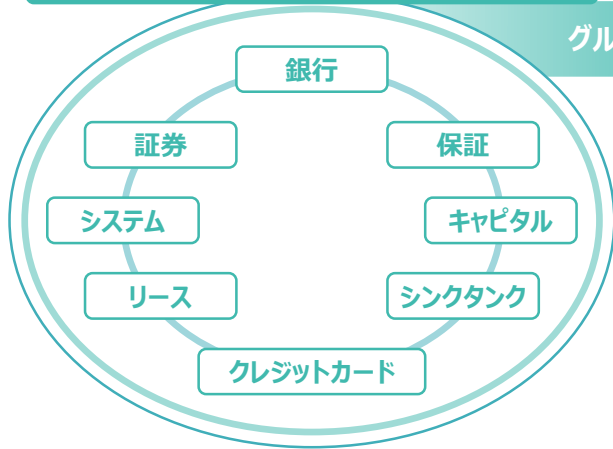 グル
銀行
証券
保証
システム
キャピタル
リース
シンクタンク
クレジットカード